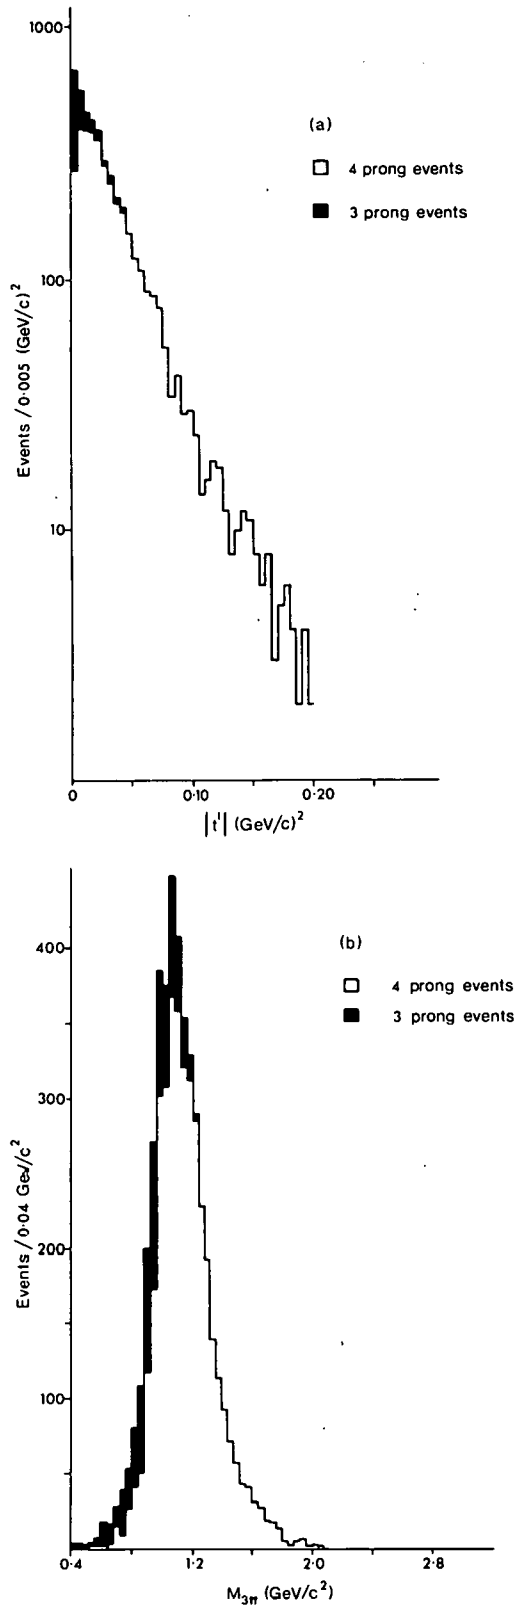 1000
(a)
4 prong events
3 prong events
100
Events / 0·005 (GeV/c)²
10
0
0·10
0·20
|t'| (GeV/c)²
(b)
400
4 prong events
3 prong events
300
Events / 0·04 GeV/c²
200
100
0·4
1·2
2·0
2·8
M₃π (GeV/c²)